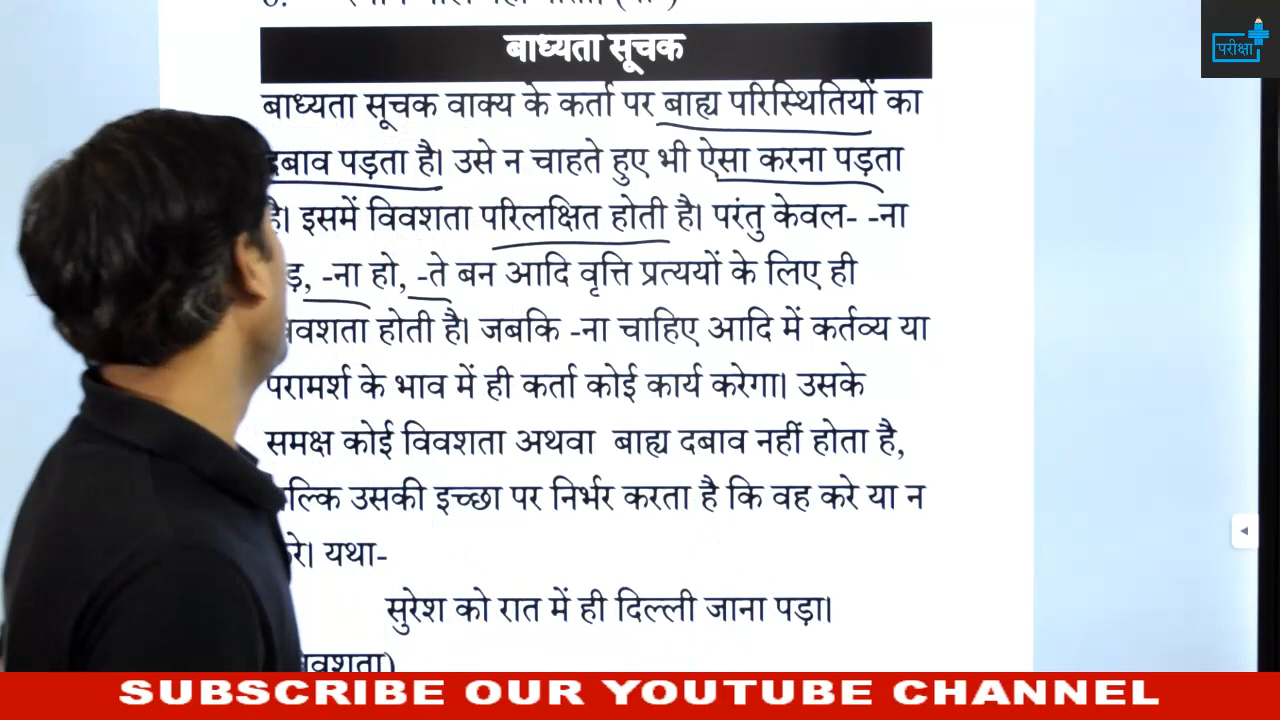 बाध्यता सूचक
परीक्षा
बाध्यता सूचक वाक्य के कर्ता पर बाह्य परिस्थितियों का
दबाव पड़ता है। उसे न चाहते हुए भी ऐसा करना पड़ता
है। इसमें विवशता परिलक्षित होती है। परंतु केवल- -ना
-ना हो, -ते बन आदि वृत्ति प्रत्ययों के लिए ही
विवशता होती है। जबकि -ना चाहिए आदि में कर्तव्य या
परामर्श के भाव में ही कर्ता कोई कार्य करेगा। उसके
समक्ष कोई विवशता अथवा बाह्य दबाव नहीं होता है,
बल्कि उसकी इच्छा पर निर्भर करता है कि वह करे या न
करे। यथा-
सुरेश को रात में ही दिल्ली जाना पड़ा।
SUBSCRIBE OUR YOUTUBE CHANNEL